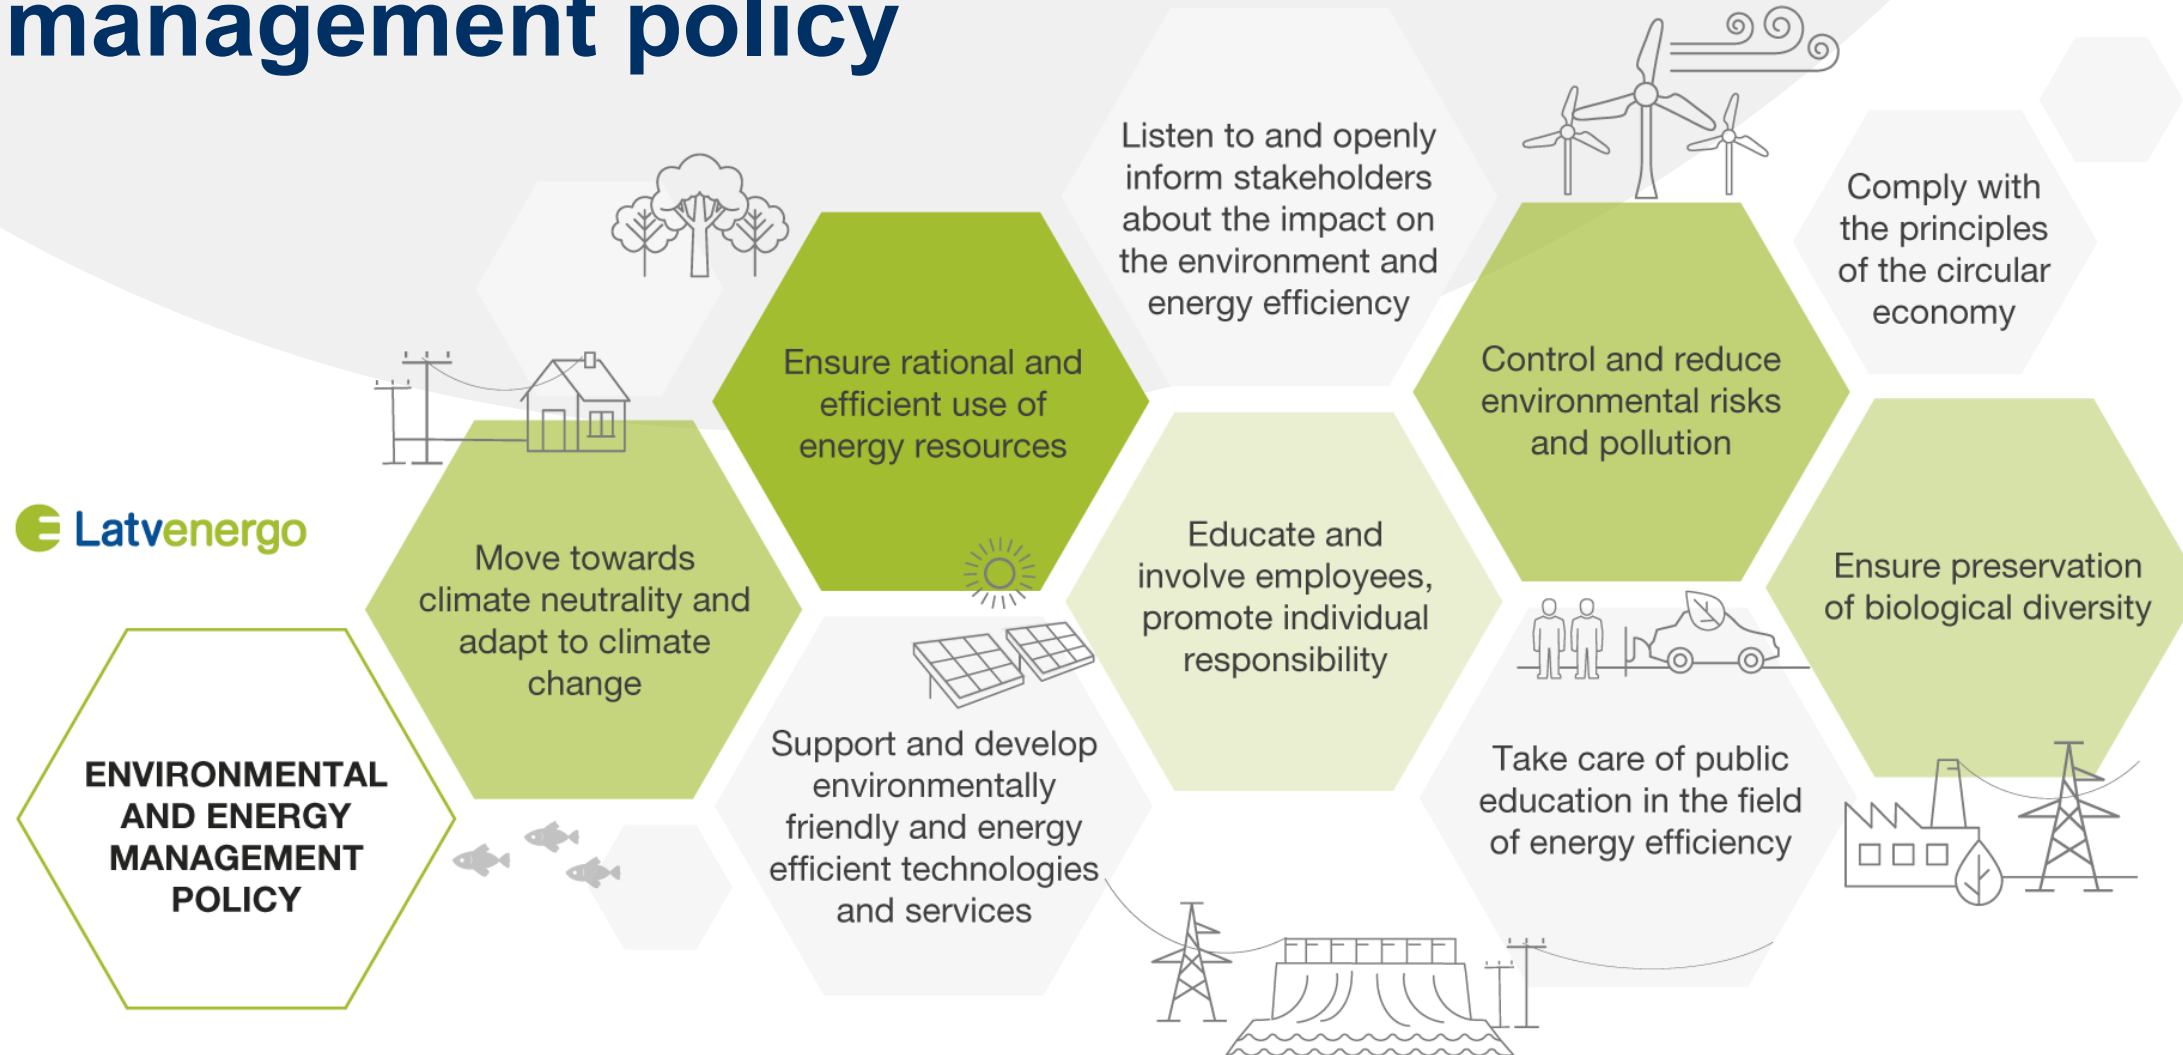 management policy
Listen to and openly
inform stakeholders
about the impact on
the environment and
energy efficiency
Comply with
the principles
of the circular
economy
Ensure rational and
efficient use of
energy resources
Control and reduce
environmental risks
and pollution
Latvenergo
Move towards
climate neutrality and
adapt to climate
change
Educate and
involve employees,
promote individual
responsibility
Ensure preservation
of biological diversity
ENVIRONMENTAL
AND ENERGY
MANAGEMENT
POLICY
Support and develop
environmentally
friendly and energy
efficient technologies
and services
Take care of public
education in the field
of energy efficiency